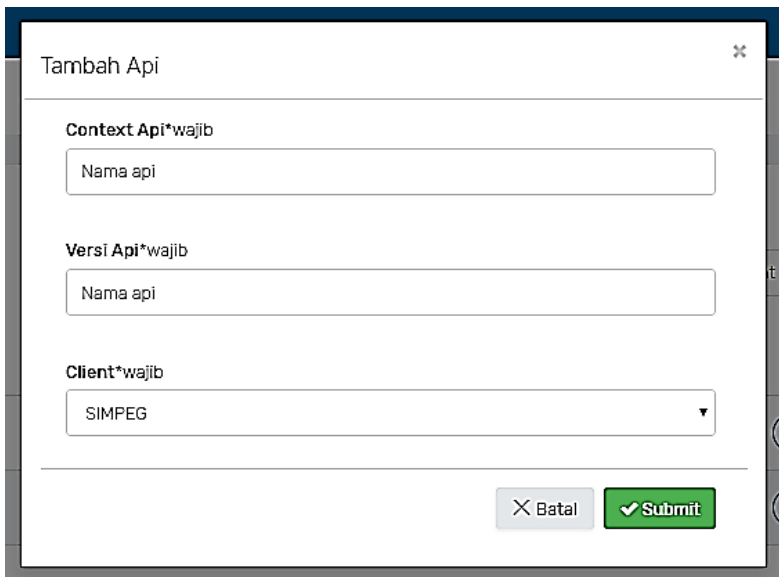 Tambah Api
Context Api*wajib
Nama api
Versi Api*wajib
Nama api
Client*wajib
SIMPEG
Batal
Submit